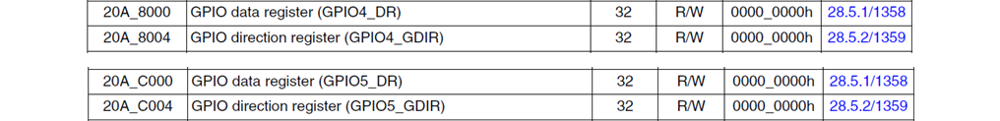 20A_8000 GPIO data register (GPIO4_DR) 32 R/W 0000_0000h 28.5.1/1358
20A_8004 GPIO direction register (GPIO4_GDIR) 32 R/W 0000_0000h 28.5.2/1359
20A_C000 GPIO data register (GPIO5_DR) 32 R/W 0000_0000h 28.5.1/1358
20A_C004 GPIO direction register (GPIO5_GDIR) 32 R/W 0000_0000h 28.5.2/1359